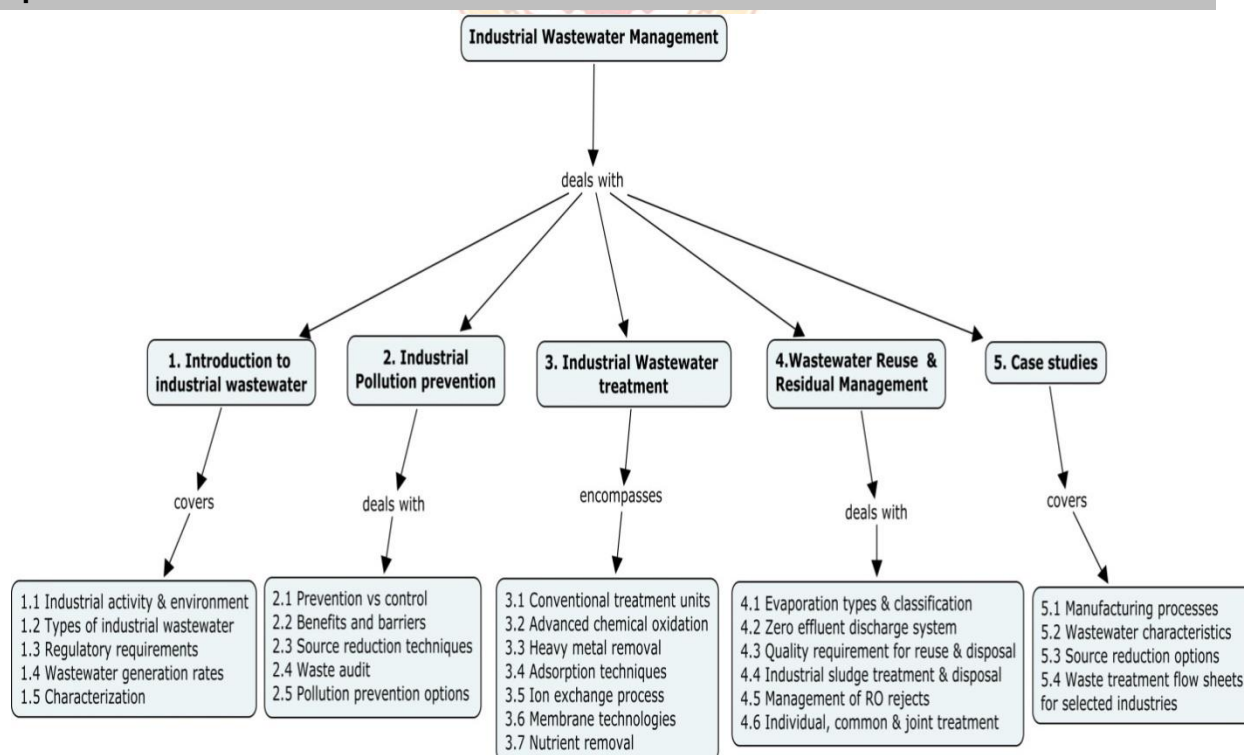 Industrial Wastewater Management
deals with
1. Introduction to
industrial wastewater
2. Industrial
Pollution prevention
3. Industrial Wastewater
treatment
4.Wastewater Reuse &
Residual Management
5. Case studies
covers
deals with
encompasses
deals with
covers
1.1 Industrial activity & environment
1.2 Types of industrial wastewater
1.3 Regulatory requirements
1.4 Wastewater generation rates
1.5 Characterization
2.1 Prevention vs control
2.2 Benefits and barriers
2.3 Source reduction techniques
2.4 Waste audit
2.5 Pollution prevention options
3.1 Conventional treatment units
3.2 Advanced chemical oxidation
3.3 Heavy metal removal
3.4 Adsorption techniques
3.5 Ion exchange process
3.6 Membrane technologies
3.7 Nutrient removal
4.1 Evaporation types & classification
4.2 Zero effluent discharge system
4.3 Quality requirement for reuse & disposal
4.4 Industrial sludge treatment & disposal
4.5 Management of RO rejects
4.6 Individual, common & joint treatment
5.1 Manufacturing processes
5.2 Wastewater characteristics
5.3 Source reduction options
5.4 Waste treatment flow sheets
for selected industries